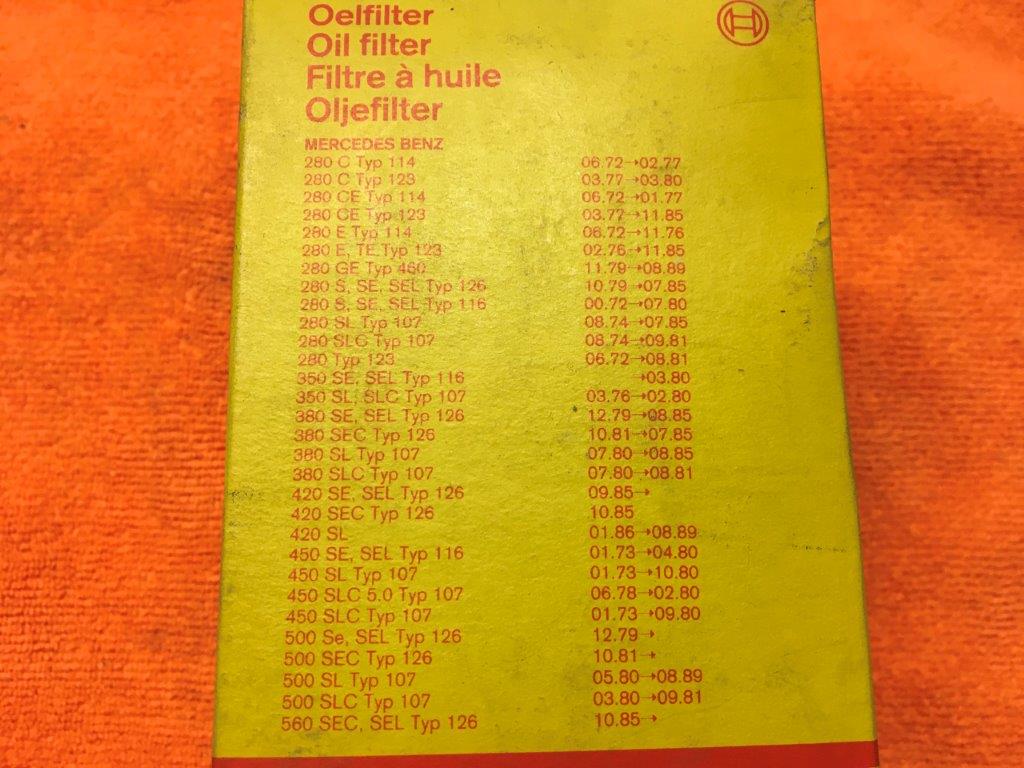 Oelfilter
Oil filter
Filtre à huile
Oljefilter
MERCEDES BENZ
280 C Typ 114 06.72→02.77
280 C Typ 123 03.77→03.80
280 CE Typ 114 06.72→01.77
280 CE Typ 123 03.77→11.85
280 E Typ 114 06.72→11.76
280 E, TE Typ 123 02.76→11.85
280 GE Typ 460 11.79→08.89
280 S, SE, SEL Typ 126 10.79→07.85
280 S, SE, SEL Typ 116 00.72→07.80
280 SL Typ 107 08.74→07.85
280 SLC Typ 107 08.74→09.81
280 Typ 123 06.72→08.81
350 SE, SEL Typ 116 →03.80
350 SL, SLC Typ 107 03.76→02.80
380 SE, SEL Typ 126 12.79→08.85
380 SEC Typ 126 10.81→07.85
380 SL Typ 107 07.80→08.85
380 SLC Typ 107 07.80→08.81
420 SE, SEL Typ 126 09.85→
420 SEC Typ 126 10.85
420 SL 01.86→08.89
450 SE, SEL Typ 116 01.73→04.80
450 SL Typ 107 01.73→10.80
450 SLC 5.0 Typ 107 06.78→02.80
450 SLC Typ 107 01.73→09.80
500 Se, SEL Typ 126 12.79→
500 SEC Typ 126 10.81→
500 SL Typ 107 05.80→08.89
500 SLC Typ 107 03.80→09.81
560 SEC, SEL Typ 126 10.85→